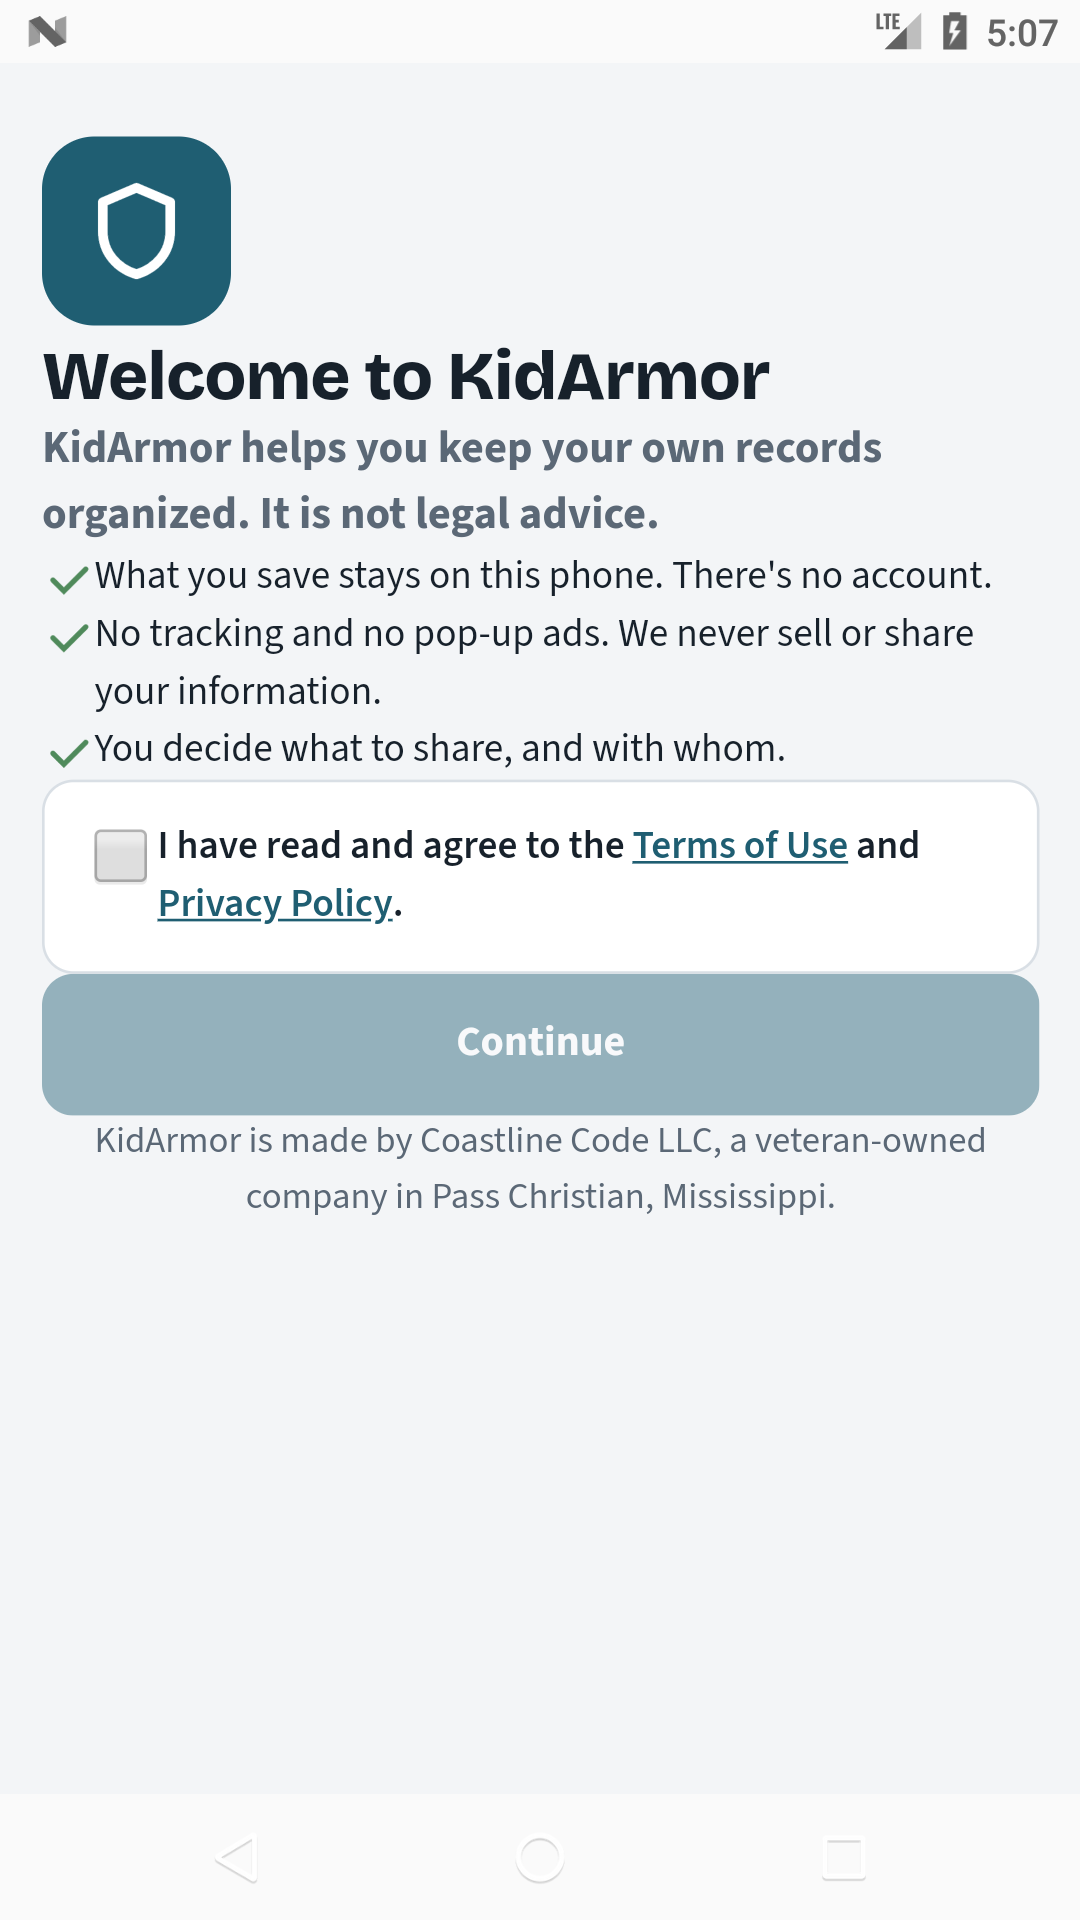 LTE 5:07
Welcome to KidArmor
KidArmor helps you keep your own records
organized. It is not legal advice.
What you save stays on this phone. There's no account.
No tracking and no pop-up ads. We never sell or share
your information.
You decide what to share, and with whom.
I have read and agree to the Terms of Use and
Privacy Policy.
Continue
KidArmor is made by Coastline Code LLC, a veteran-owned
company in Pass Christian, Mississippi.